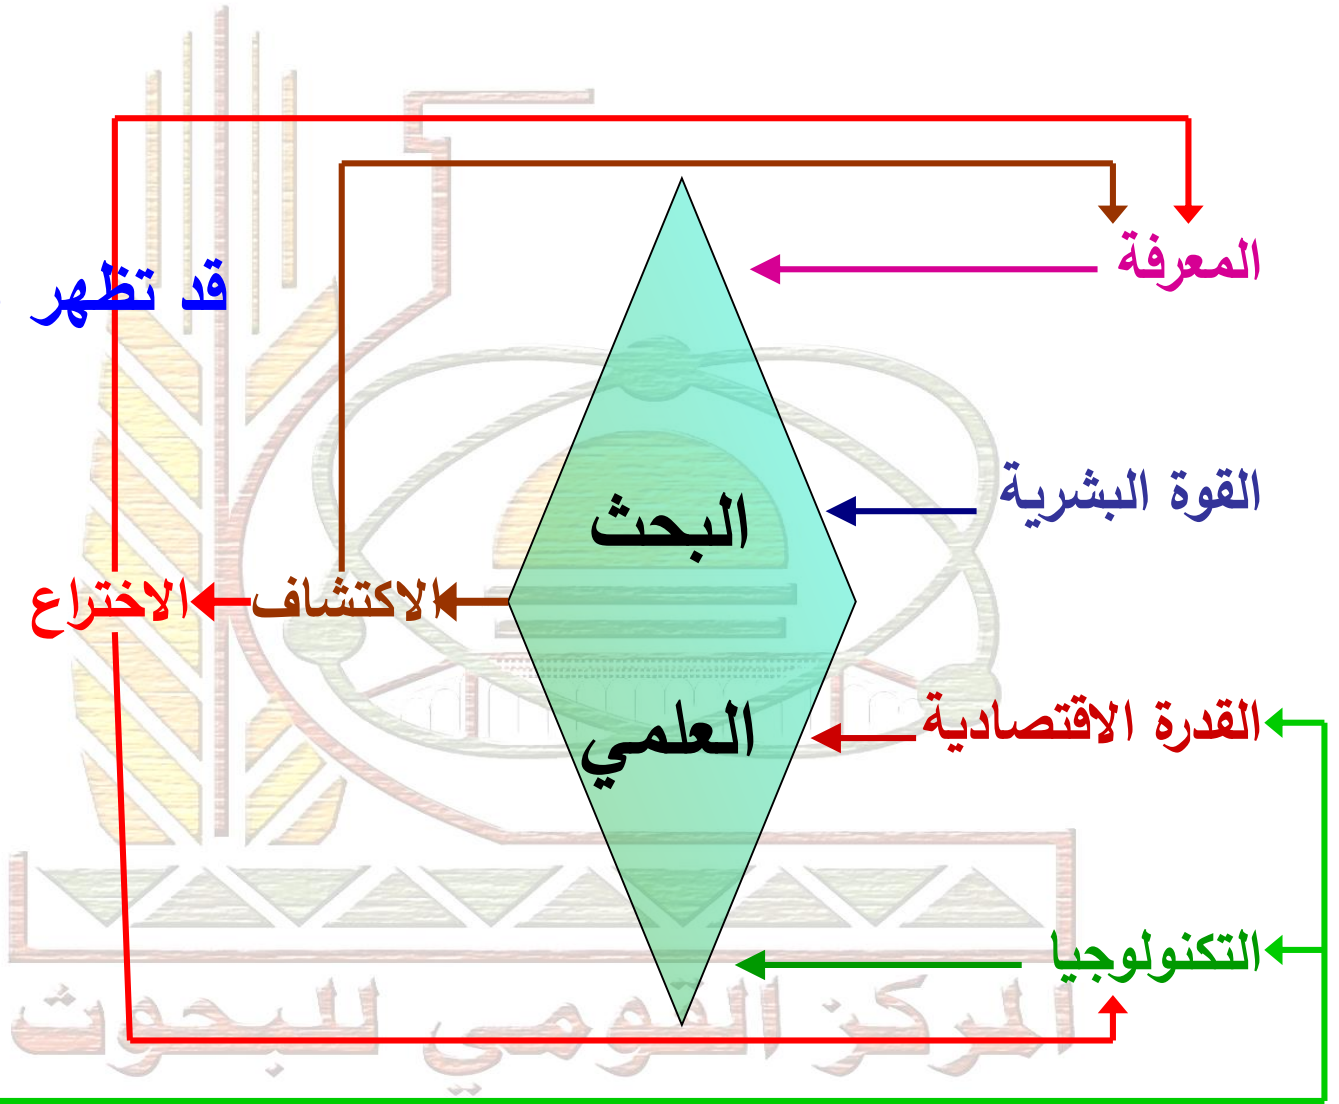 المعرفة
قد تظهر
القوة البشرية
البحث
الاكتشاف
الاختراع
القدرة الاقتصادية
العلمي
التكنولوجيا
المركز القومي للبحوث